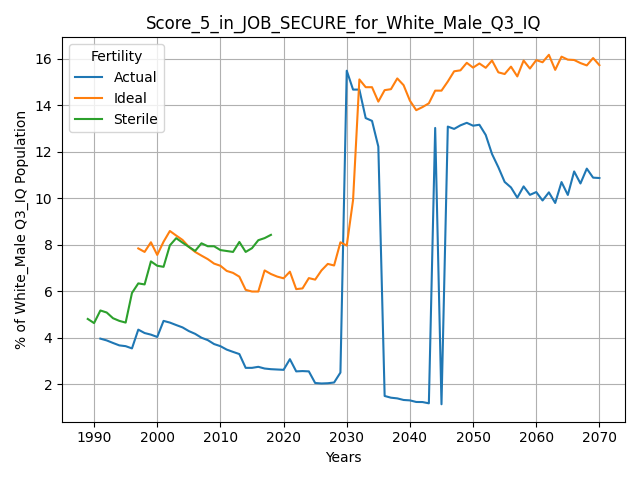 Score_5_in_JOB_SECURE_for_White_Male_Q3_IQ
Fertility
Actual
Ideal
Sterile
% of White_Male Q3_IQ Population
16
14
12
10
8
6
4
2
1990 2000 2010 2020 2030 2040 2050 2060 2070
Years